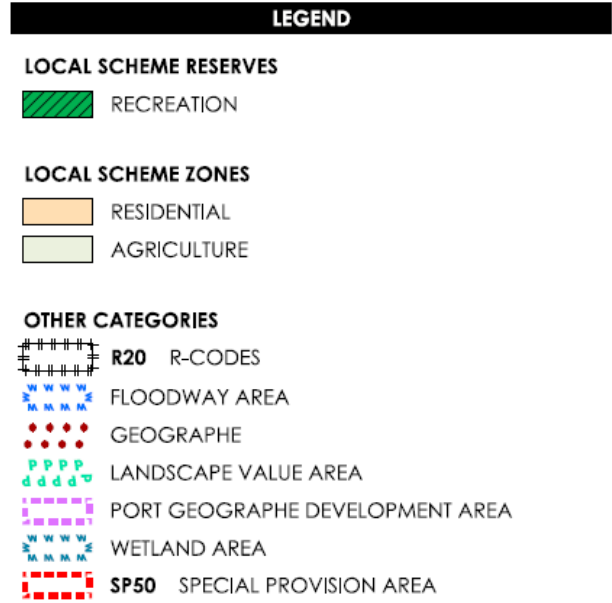 LEGEND
LOCAL SCHEME RESERVES
RECREATION
LOCAL SCHEME ZONES
RESIDENTIAL
AGRICULTURE
OTHER CATEGORIES
R20 R-CODES
FLOODWAY AREA
GEOGRAPHE
LANDSCAPE VALUE AREA
PORT GEOGRAPHE DEVELOPMENT AREA
WETLAND AREA
SP50 SPECIAL PROVISION AREA